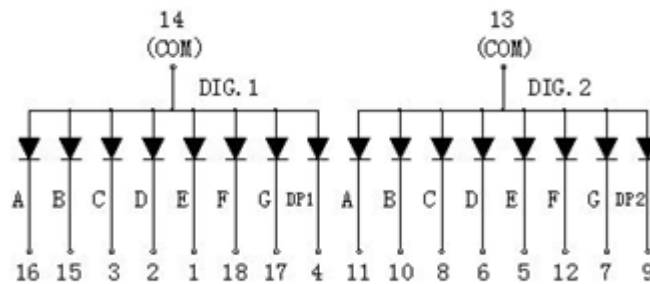 14 13
(COM) (COM)
DIG.1 DIG.2
A B C D E F G DP1 A B C D E F G DP2
16 15 3 2 1 18 17 4 11 10 8 6 5 12 7 9